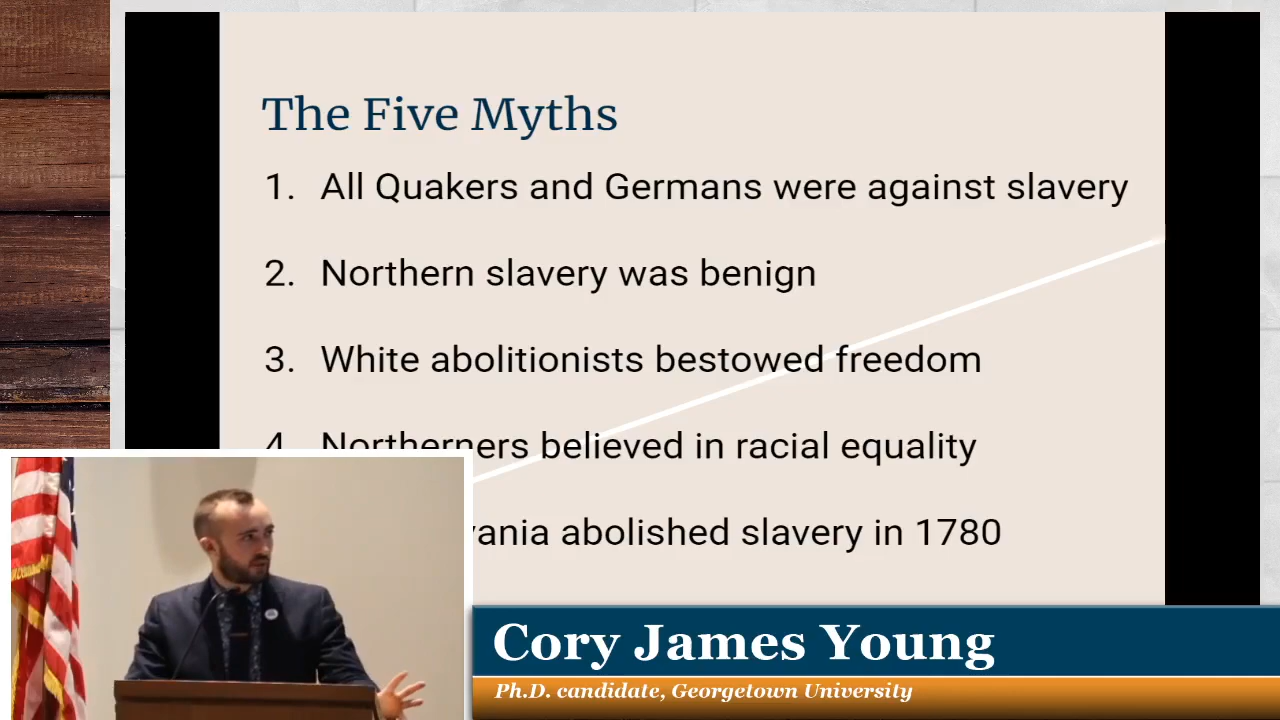 The Five Myths
1. All Quakers and Germans were against slavery
2. Northern slavery was benign
3. White abolitionists bestowed freedom
4. Northerners believed in racial equality
vania abolished slavery in 1780
Cory James Young
Ph.D. candidate, Georgetown University